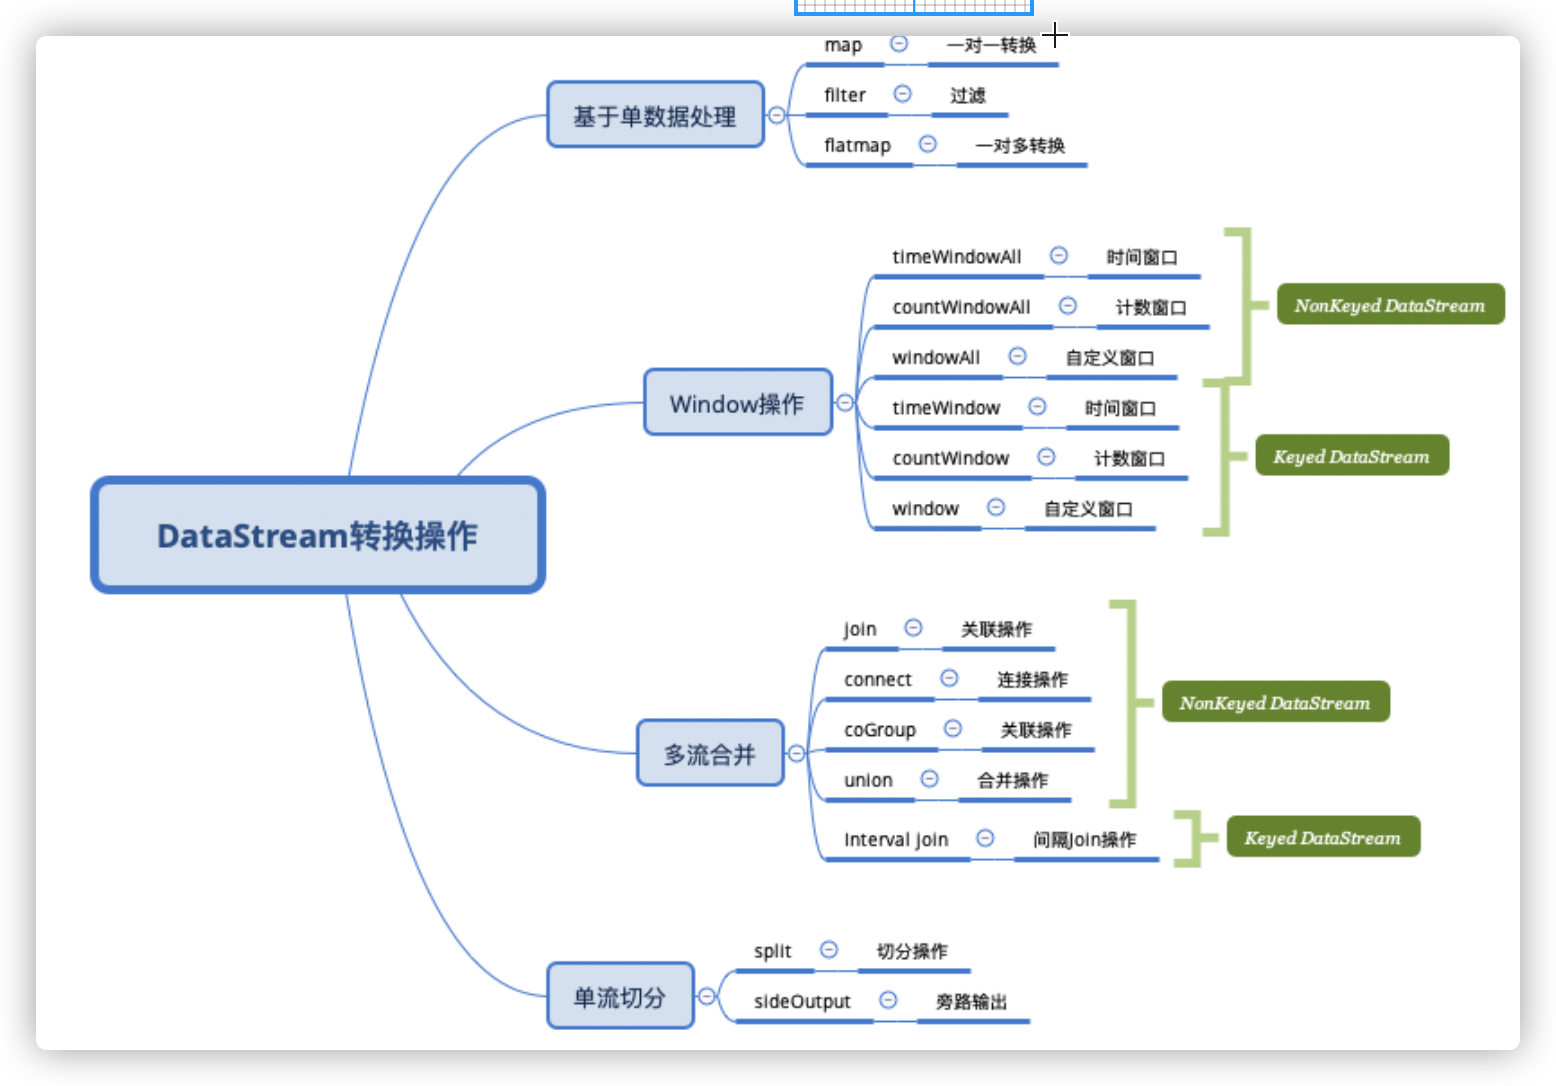 map 一对一转换
filter 过滤
flatmap 一对多转换
基于单数据处理
timeWindowAll 时间窗口
countWindowAll 计数窗口
windowAll 自定义窗口
NonKeyed DataStream
timeWindow 时间窗口
countWindow 计数窗口
window 自定义窗口
Keyed DataStream
Window操作
DataStream转换操作
join 关联操作
connect 连接操作
coGroup 关联操作
union 合并操作
NonKeyed DataStream
Interval join 间隔Join操作
Keyed DataStream
多流合并
split 切分操作
sideOutput 旁路输出
单流切分